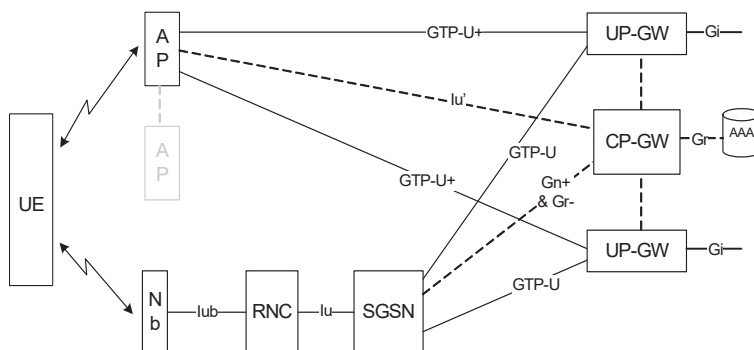 A
P
GTP-U+
UP-GW
Gi
Iu’
CP-GW
Gr
AAA
A
P
GTP-U
GTP-U+
Gn+
& Gr-
UE
UP-GW
Gi
GTP-U
N
b
Iub
RNC
Iu
SGSN